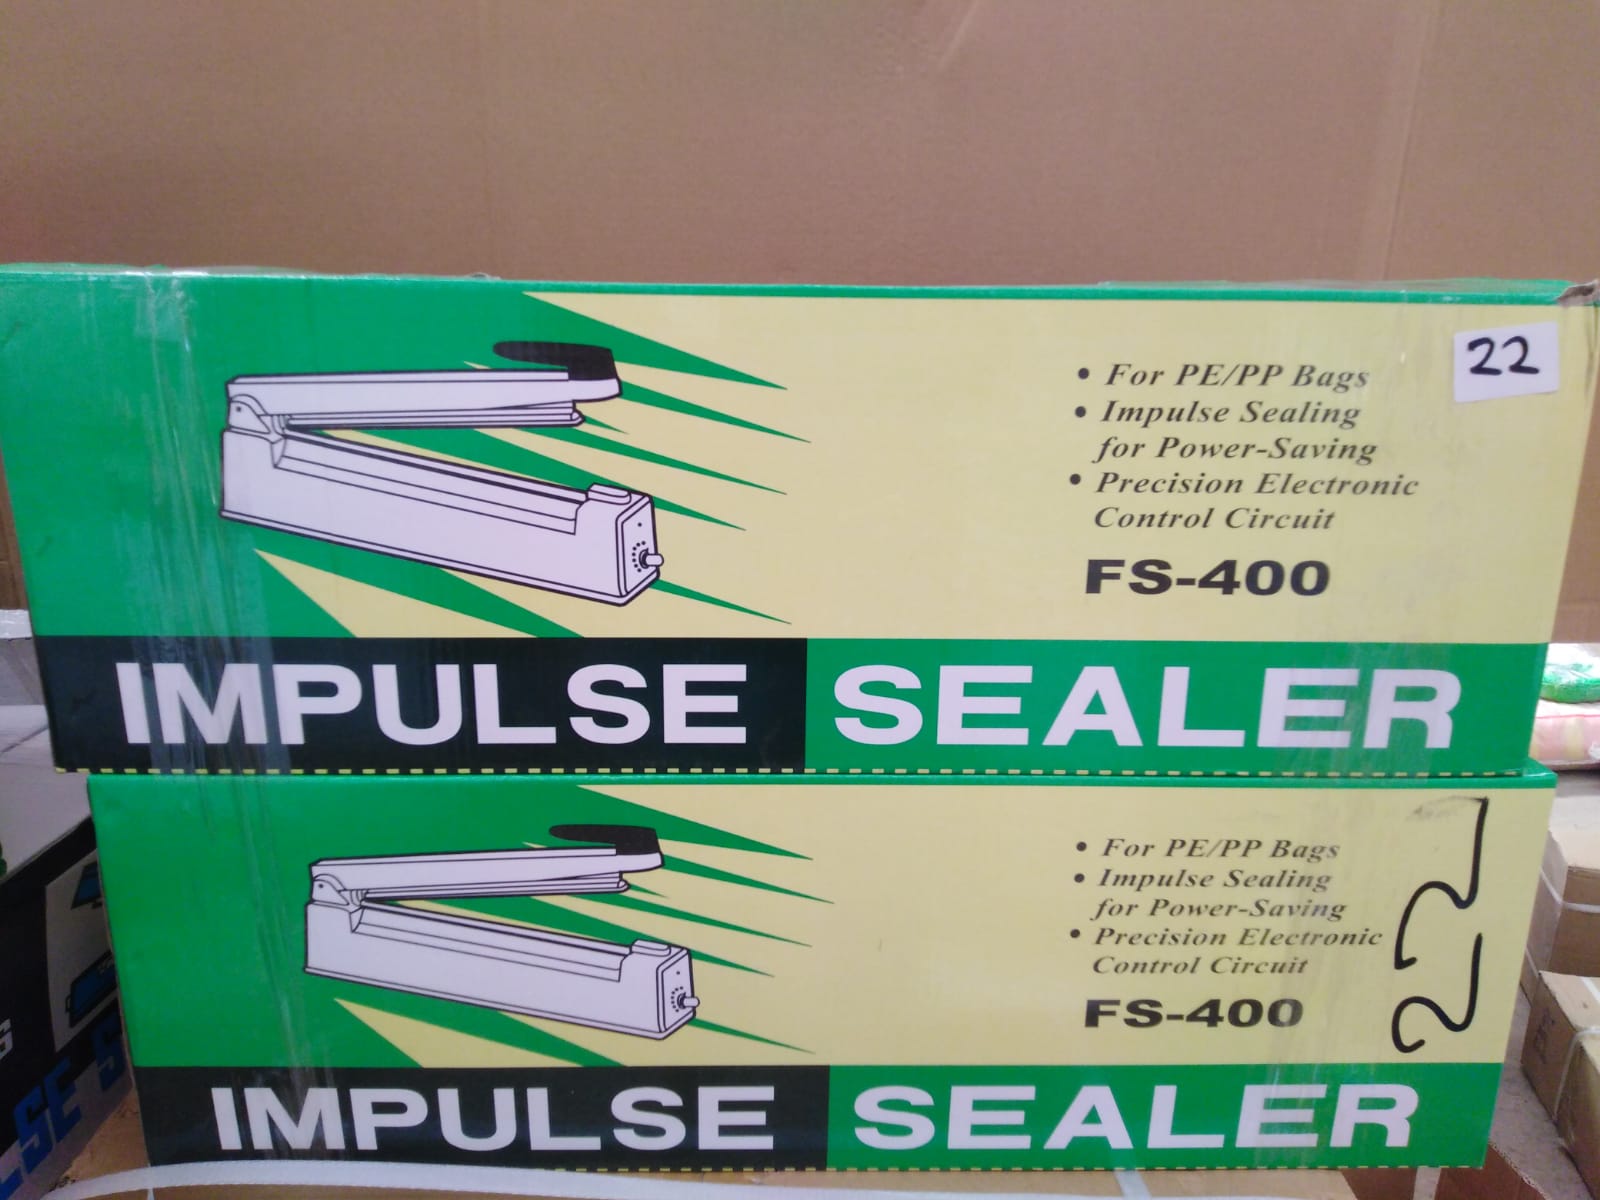 22
• For PE/PP Bags
• Impulse Sealing
for Power-Saving
• Precision Electronic
Control Circuit
FS-400
IMPULSE SEALER
• For PE/PP Bags
• Impulse Sealing
for Power-Saving
• Precision Electronic
Control Circuit
FS-400
22
IMPULSE SEALER